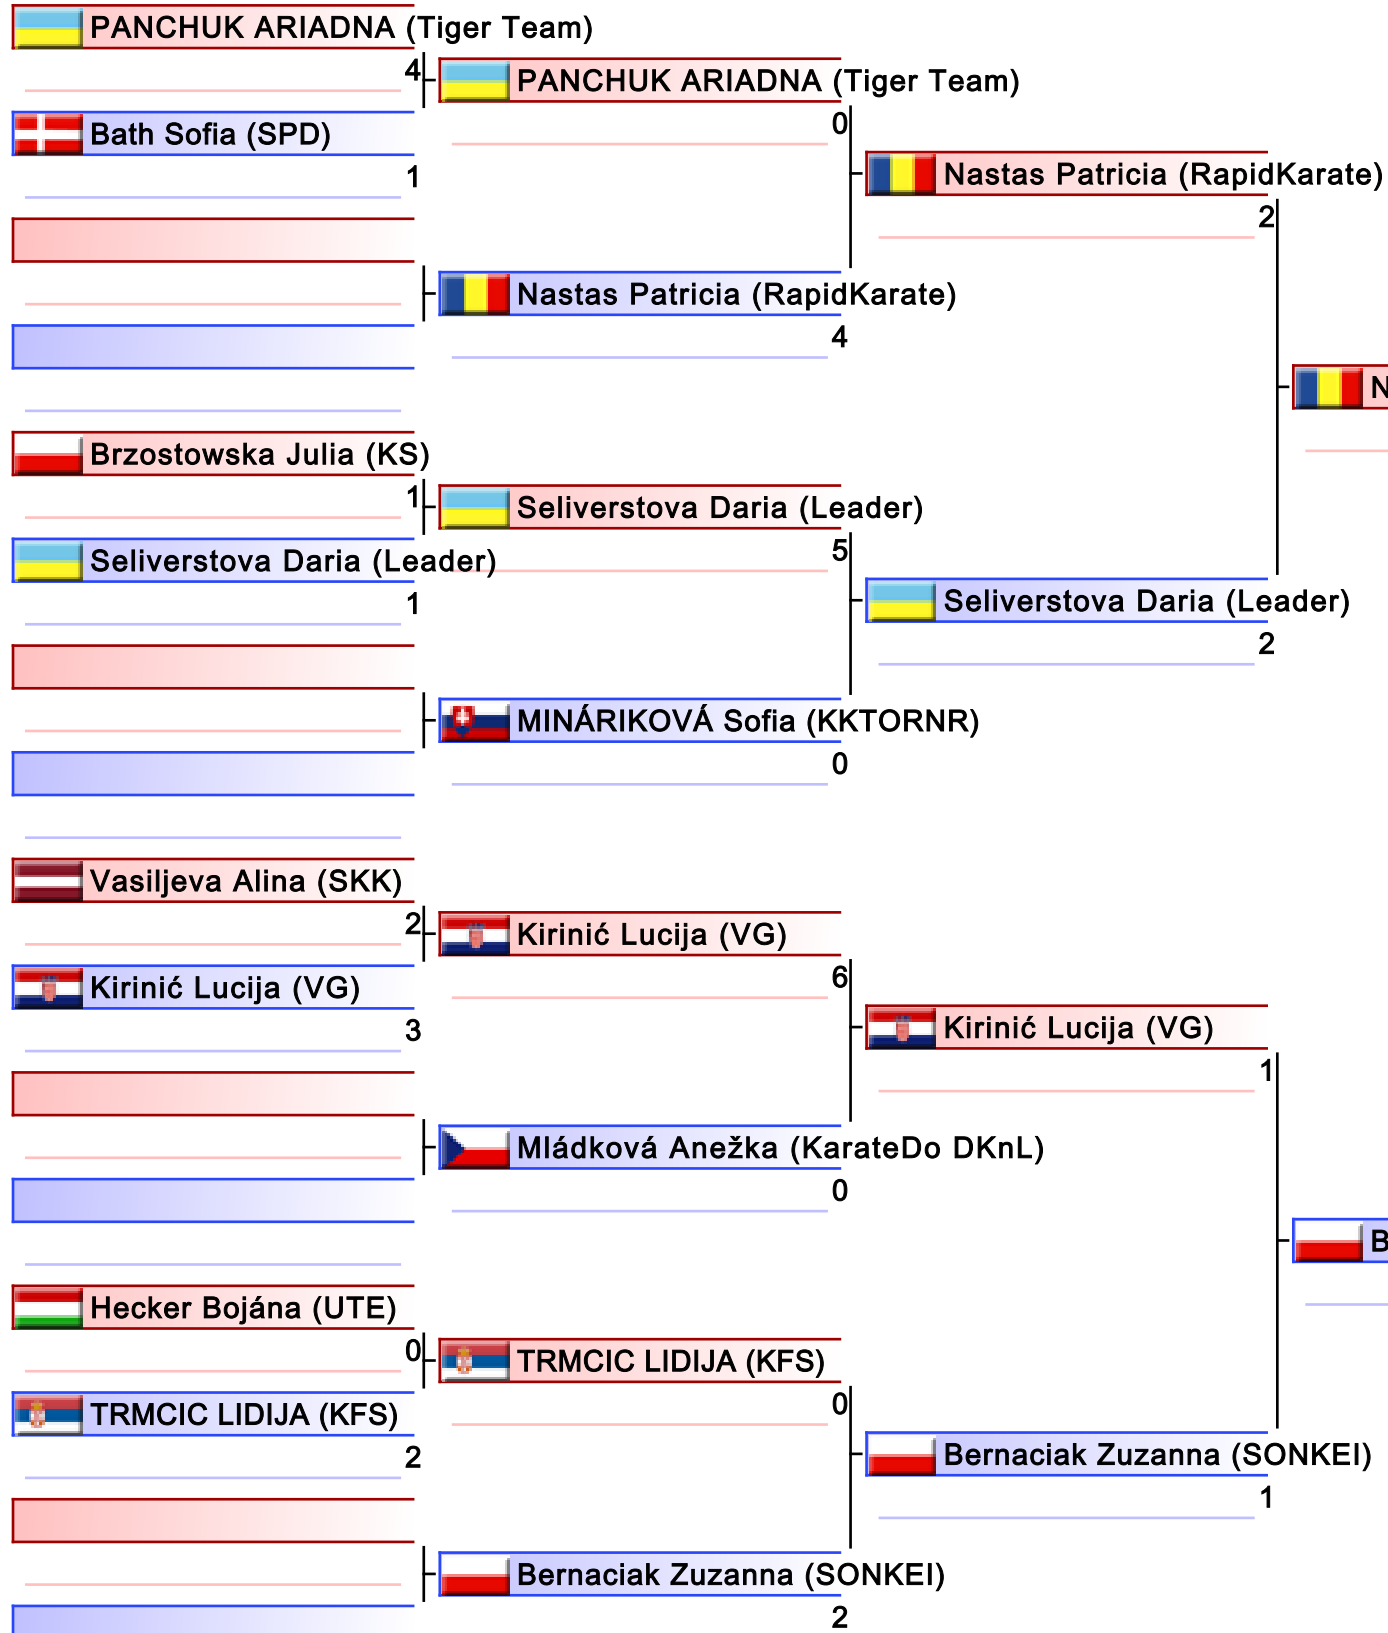 PANCHUK ARIADNA (Tiger Team)
4
PANCHUK ARIADNA (Tiger Team)
0
Bath Sofia (SPD)
1
Nastas Patricia (RapidKarate)
2
Nastas Patricia (RapidKarate)
4
N
Brzostowska Julia (KS)
1
Seliverstova Daria (Leader)
5
Seliverstova Daria (Leader)
1
Seliverstova Daria (Leader)
2
MINÁRIKOVÁ Sofia (KKTORNR)
0
Vasiljeva Alina (SKK)
2
Kirinić Lucija (VG)
6
Kirinić Lucija (VG)
3
Kirinić Lucija (VG)
1
Mládková Anežka (KarateDo DKnL)
0
B
Hecker Bojána (UTE)
0
TRMCIC LIDIJA (KFS)
0
TRMCIC LIDIJA (KFS)
2
Bernaciak Zuzanna (SONKEI)
1
Bernaciak Zuzanna (SONKEI)
2